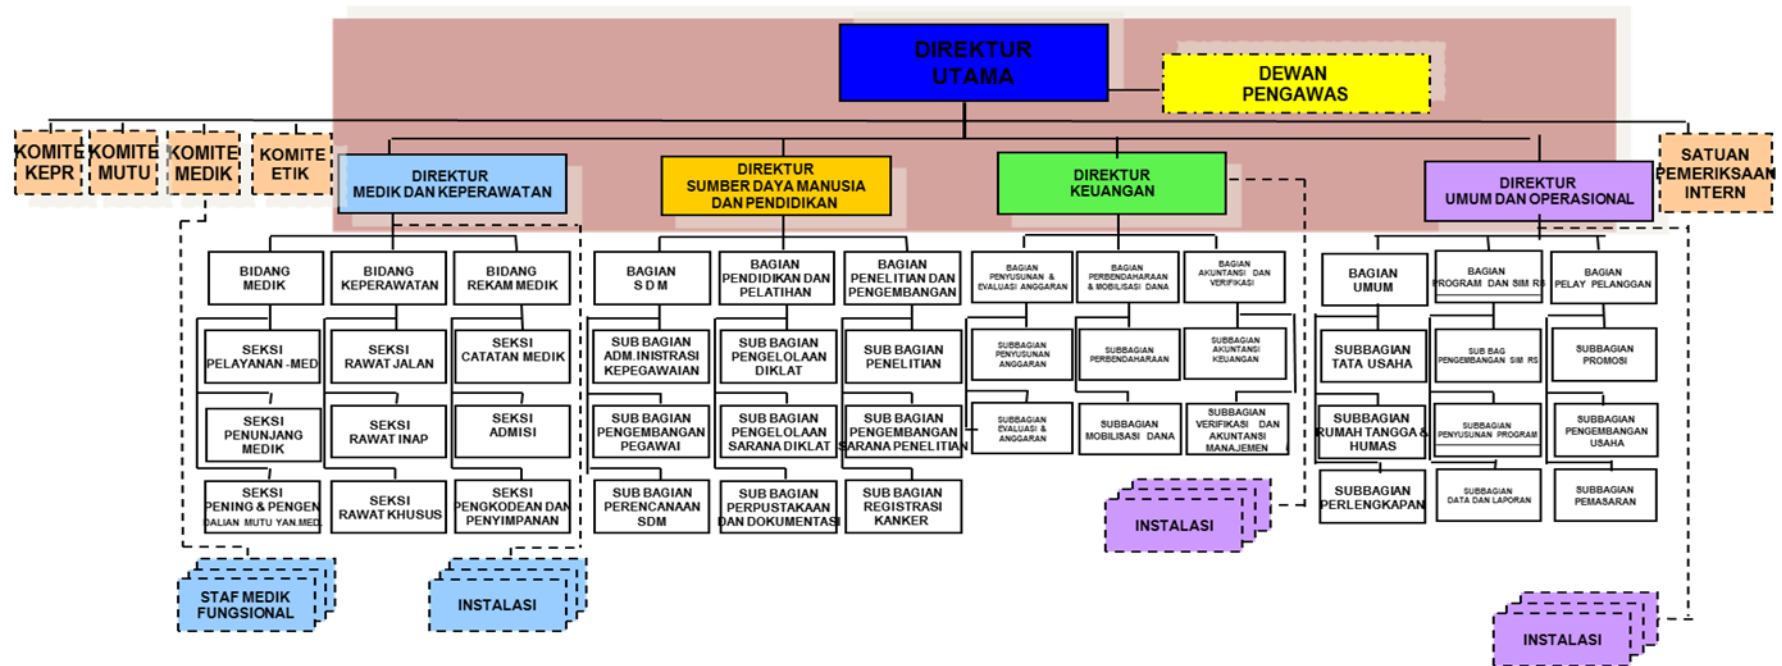 DIREKTUR
UTAMA
DEWAN
PENGAWAS
KOMITE
KEPR
KOMITE
MUTU
KOMITE
MEDIK
KOMITE
ETIK
DIREKTUR
MEDIK DAN KEPERAWATAN
DIREKTUR
SUMBER DAYA MANUSIA
DAN PENDIDIKAN
DIREKTUR
KEUANGAN
DIREKTUR
UMUM DAN OPERASIONAL
SATUAN
PEMERIKSAAN
INTERN
BIDANG
MEDIK
BIDANG
KEPERAWATAN
BIDANG
REKAM MEDIK
BAGIAN
S D M
BAGIAN
PENDIDIKAN DAN
PELATIHAN
BAGIAN
PENELITIAN DAN
PENGEMBANGAN
BAGIAN
PENYUSUNAN &
EVALUASI ANGGARAN
BAGIAN
PERBENDAHARAAN
& MOBILISASI DANA
BAGIAN
AKUNTANSI DAN
VERIFIKASI
BAGIAN
UMUM
BAGIAN
PROGRAM DAN SIM RS
BAGIAN
PELAY PELANGGAN
SEKSI
PELAYANAN -MED
SEKSI
RAWAT JALAN
SEKSI
CATATAN MEDIK
SUB BAGIAN
ADM.INISTRASI
KEPEGAWAIAN
SUB BAGIAN
PENGELOLAAN
DIKLAT
SUB BAGIAN
PENELITIAN
SUBBAGIAN
PENYUSUNAN
ANGGARAN
SUBBAGIAN
PERBENDAHARAAN
SUBBAGIAN
AKUNTANSI
KEUANGAN
SUBBAGIAN
TATA USAHA
SUB BAG
PENGEMBANGAN SIM RS
SUBBAGIAN
PROMOSI
SEKSI
PENUNJANG
MEDIK
SEKSI
RAWAT INAP
SEKSI
ADMISI
SUB BAGIAN
PENGEMBANGAN
PEGAWAI
SUB BAGIAN
PENGELOLAAN
SARANA DIKLAT
SUB BAGIAN
PENGEMBANGAN
SARANA PENELITIAN
SUBBAGIAN
EVALUASI &
ANGGARAN
SUBBAGIAN
MOBILISASI DANA
SUBBAGIAN
VERIFIKASI DAN
AKUNTANSI
MANAJEMEN
SUBBAGIAN
RUMAH TANGGA &
HUMAS
SUBBAGIAN
PENYUSUNAN PROGRAM
SUBBAGIAN
PENGEMBANGAN
USAHA
SEKSI
PENING & PENGEN
DALIAN MUTU YAN.MED.
SEKSI
RAWAT KHUSUS
SEKSI
PENGKODEAN DAN
PENYIMPANAN
SUB BAGIAN
PERENCANAAN
SDM
SUB BAGIAN
PERPUSTAKAAN
DAN DOKUMENTASI
SUB BAGIAN
REGISTRASI
KANKER
SUBBAGIAN
PERLENGKAPAN
SUBBAGIAN
DATA DAN LAPORAN
SUBBAGIAN
PEMASARAN
INSTALASI
STAF MEDIK
FUNGSIONAL
INSTALASI
INSTALASI